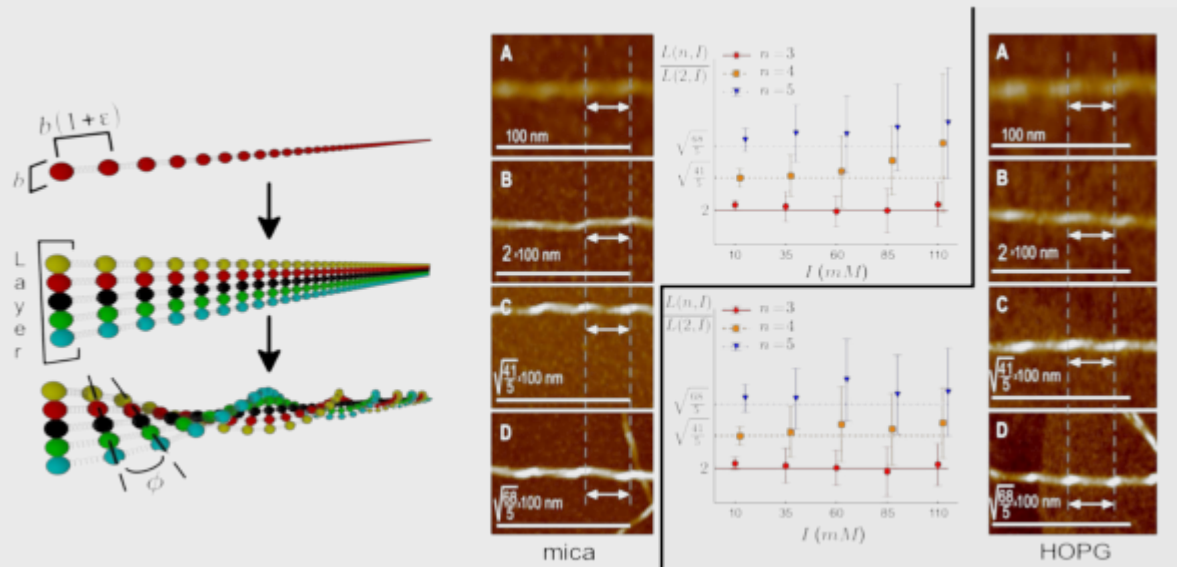 b(1+ε)
b
L
a
y
e
r
ϕ
A
100 nm
B
2×100 nm
C
√(41/5)×100 nm
D
√(68/5)×100 nm
mica
L(n,I)
L(2,I)
n=3
n=4
n=5
√(68/5)
√(41/5)
2
10 35 60 85 110
I (mM)
L(n,I)
L(2,I)
n=3
n=4
n=5
√(68/5)
√(41/5)
2
10 35 60 85 110
I (mM)
A
100 nm
B
2×100 nm
C
√(41/5)×100 nm
D
√(68/5)×100 nm
HOPG